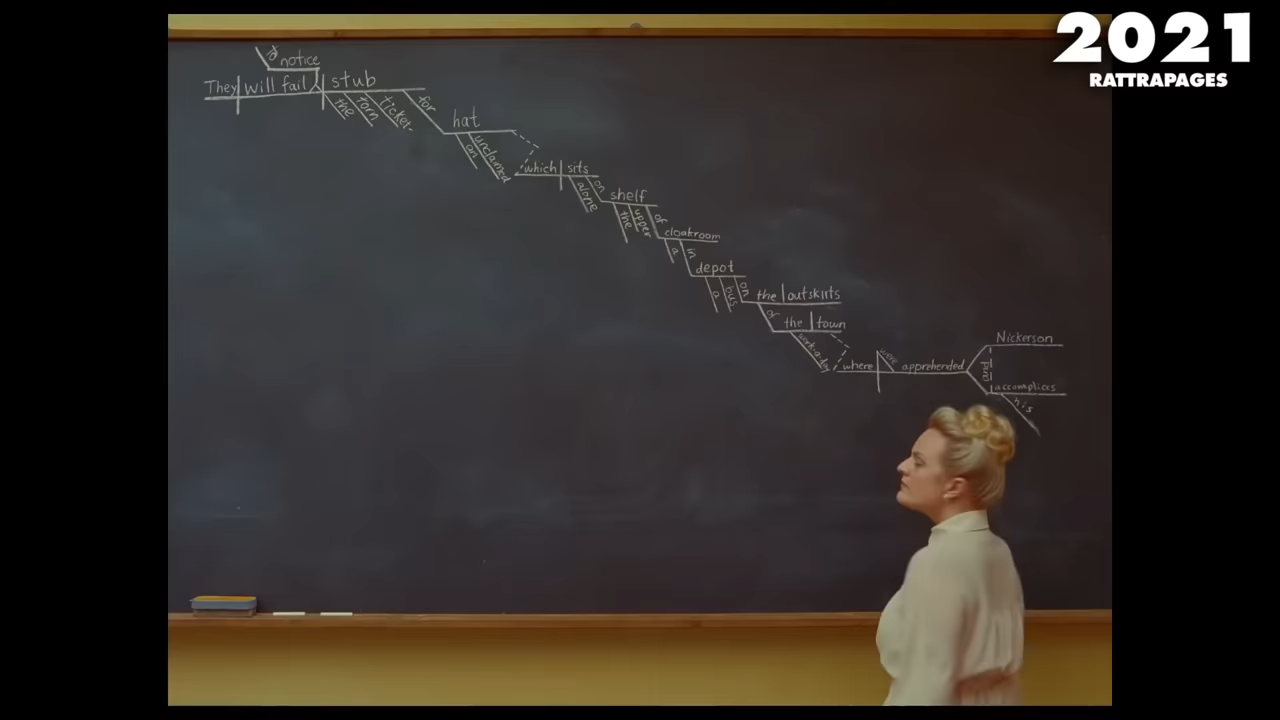 2021
RATTRAPAGES
to notice
They will fail stub
the torn ticket- for
hat
an unclaimed
which sits
alone on
shelf
the upper of
cloakroom
a in
depot
a bus on
the outskirts
of
the town
work-a-day
where were apprehended
Nickerson
and
accomplices
his